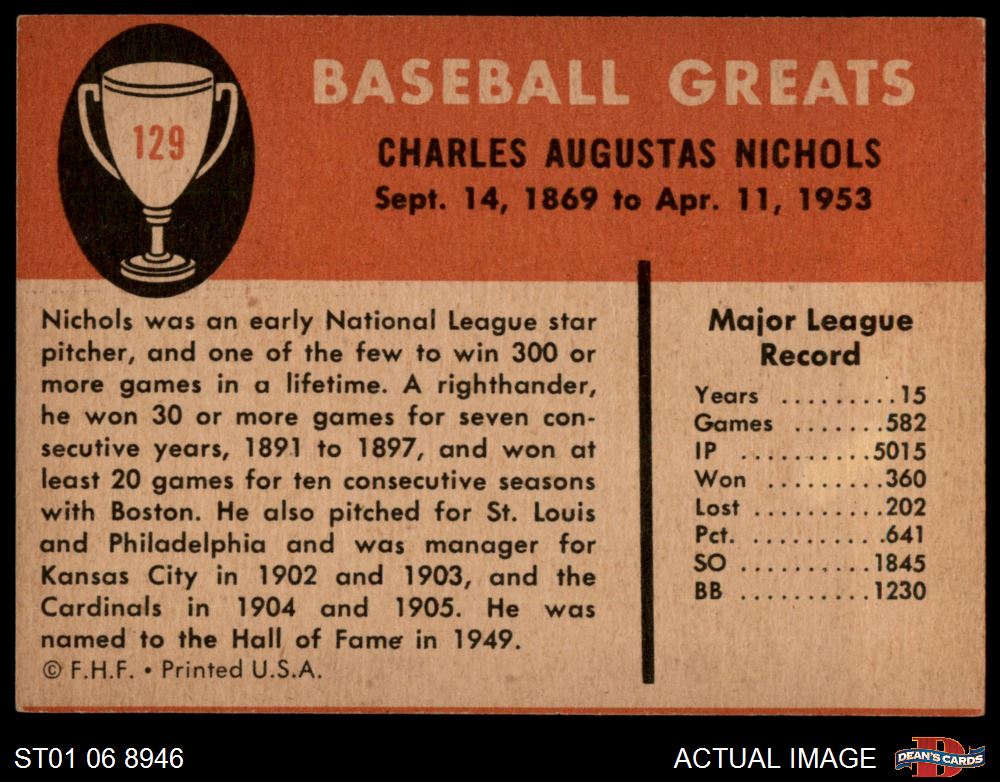 129
BASEBALL GREATS
CHARLES AUGUSTAS NICHOLS
Sept. 14, 1869 to Apr. 11, 1953
Nichols was an early National League star
pitcher, and one of the few to win 300 or
more games in a lifetime. A righthander,
he won 30 or more games for seven con-
secutive years, 1891 to 1897, and won at
least 20 games for ten consecutive seasons
with Boston. He also pitched for St. Louis
and Philadelphia and was manager for
Kansas City in 1902 and 1903, and the
Cardinals in 1904 and 1905. He was
named to the Hall of Fame in 1949.
© F.H.F. • Printed U.S.A.
Major League
Record
Years .........15
Games .......582
IP ..........5015
Won .........360
Lost ..........202
Pct. ..........641
SO ..........1845
BB ..........1230
ST01 06 8946
ACTUAL IMAGE
D
DEAN'S CARDS